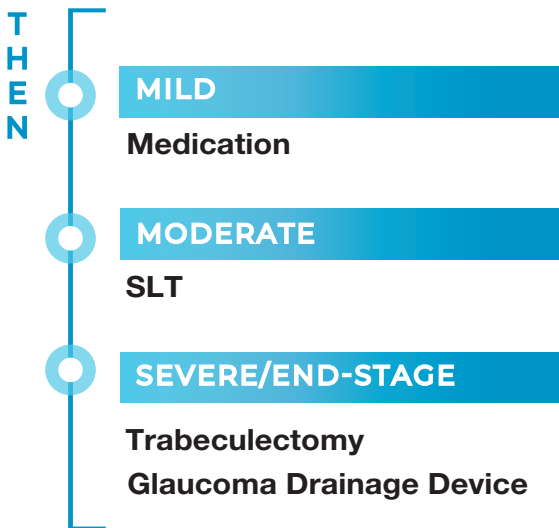 THEN
MILD
Medication
MODERATE
SLT
SEVERE/END-STAGE
Trabeculectomy
Glaucoma Drainage Device